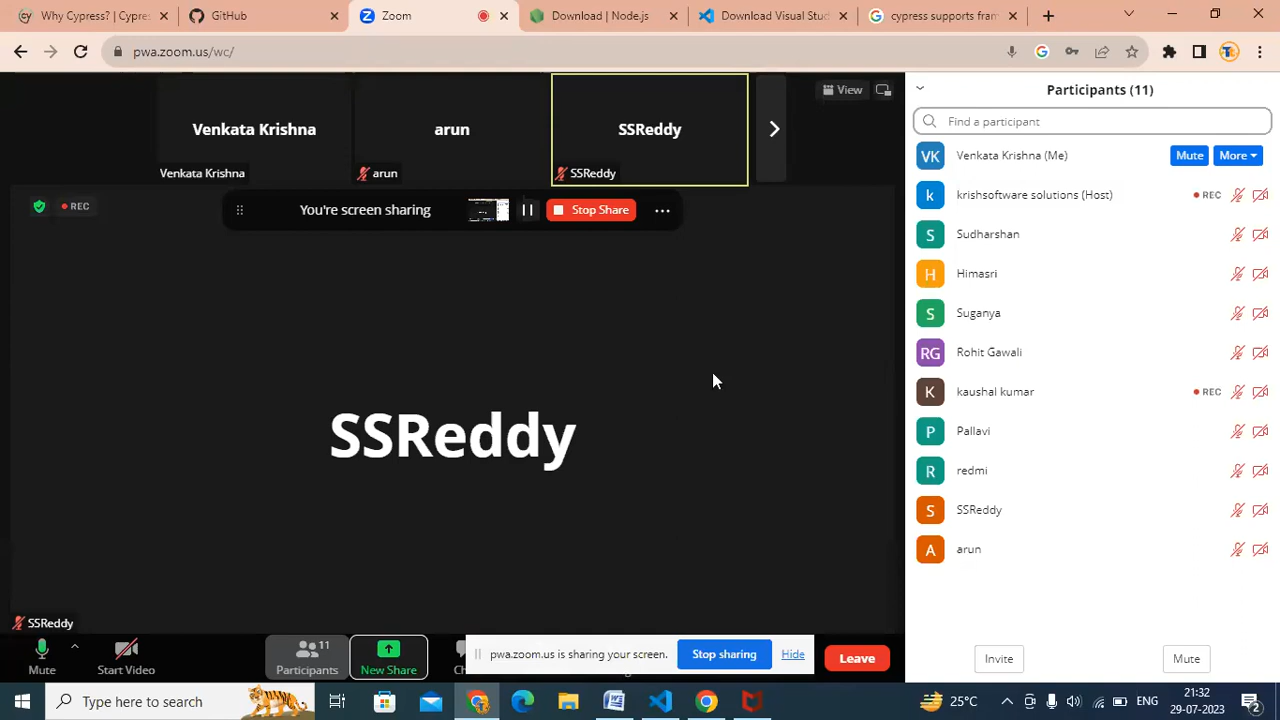 Why Cypress? | Cypres
GitHub
Zoom
Download | Node.js
Download Visual Stud
cypress supports fram
pwa.zoom.us/wc/
Venkata Krishna
arun
SSReddy
Venkata Krishna
arun
SSReddy
View
REC
You're screen sharing
Stop Share
SSReddy
SSReddy
Participants (11)
Find a participant
VK Venkata Krishna (Me) Mute More
k krishsoftware solutions (Host) REC
S Sudharshan
H Himasri
S Suganya
RG Rohit Gawali
K kaushal kumar REC
P Pallavi
R redmi
S SSReddy
A arun
Invite
Mute
Mute
Start Video
11
Participants
New Share
Ch
pwa.zoom.us is sharing your screen.
Stop sharing
Hide
Leave
Type here to search
25°C
ENG
21:32
29-07-2023
2